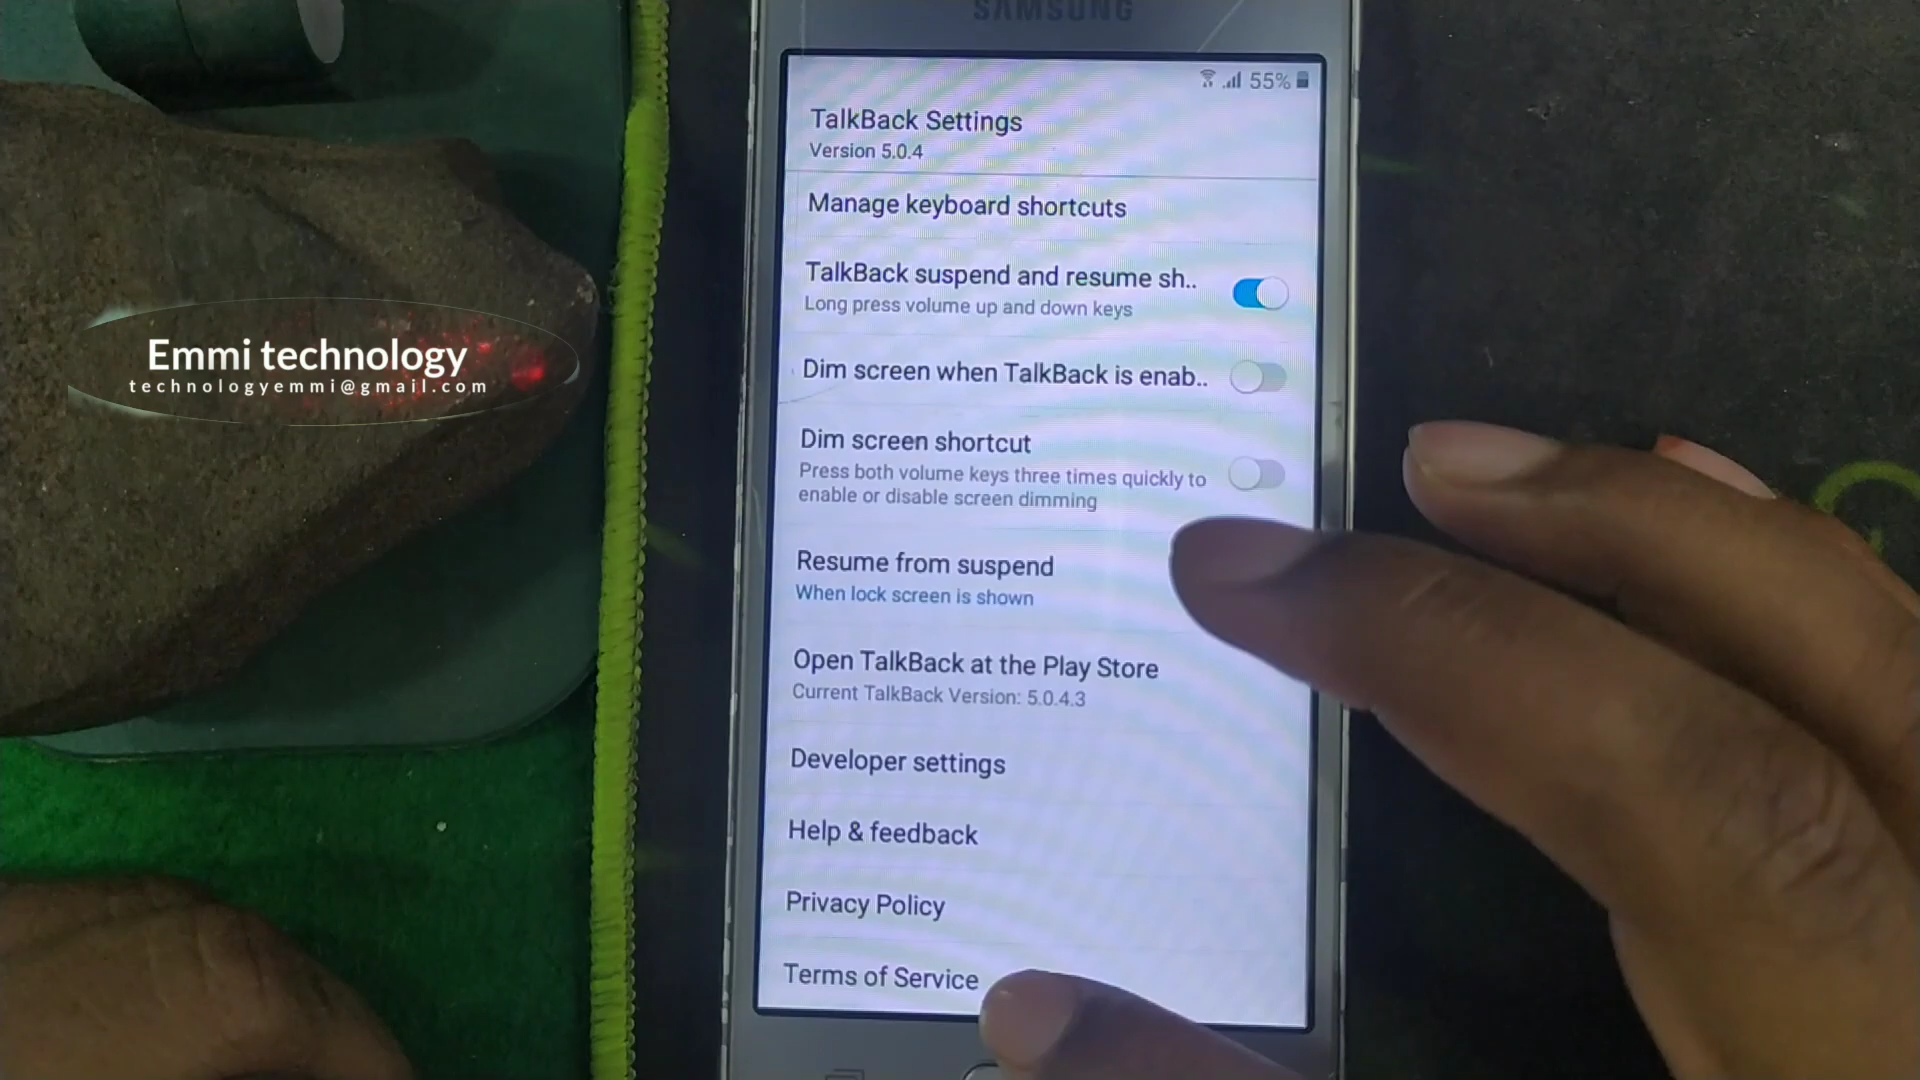 SAMSUNG
55%
TalkBack Settings
Version 5.0.4
Manage keyboard shortcuts
TalkBack suspend and resume sh..
Long press volume up and down keys
Dim screen when TalkBack is enab..
Dim screen shortcut
Press both volume keys three times quickly to
enable or disable screen dimming
Resume from suspend
When lock screen is shown
Open TalkBack at the Play Store
Current TalkBack Version: 5.0.4.3
Developer settings
Help & feedback
Privacy Policy
Terms of Service
Emmi technology
technologyemmi@gmail.com